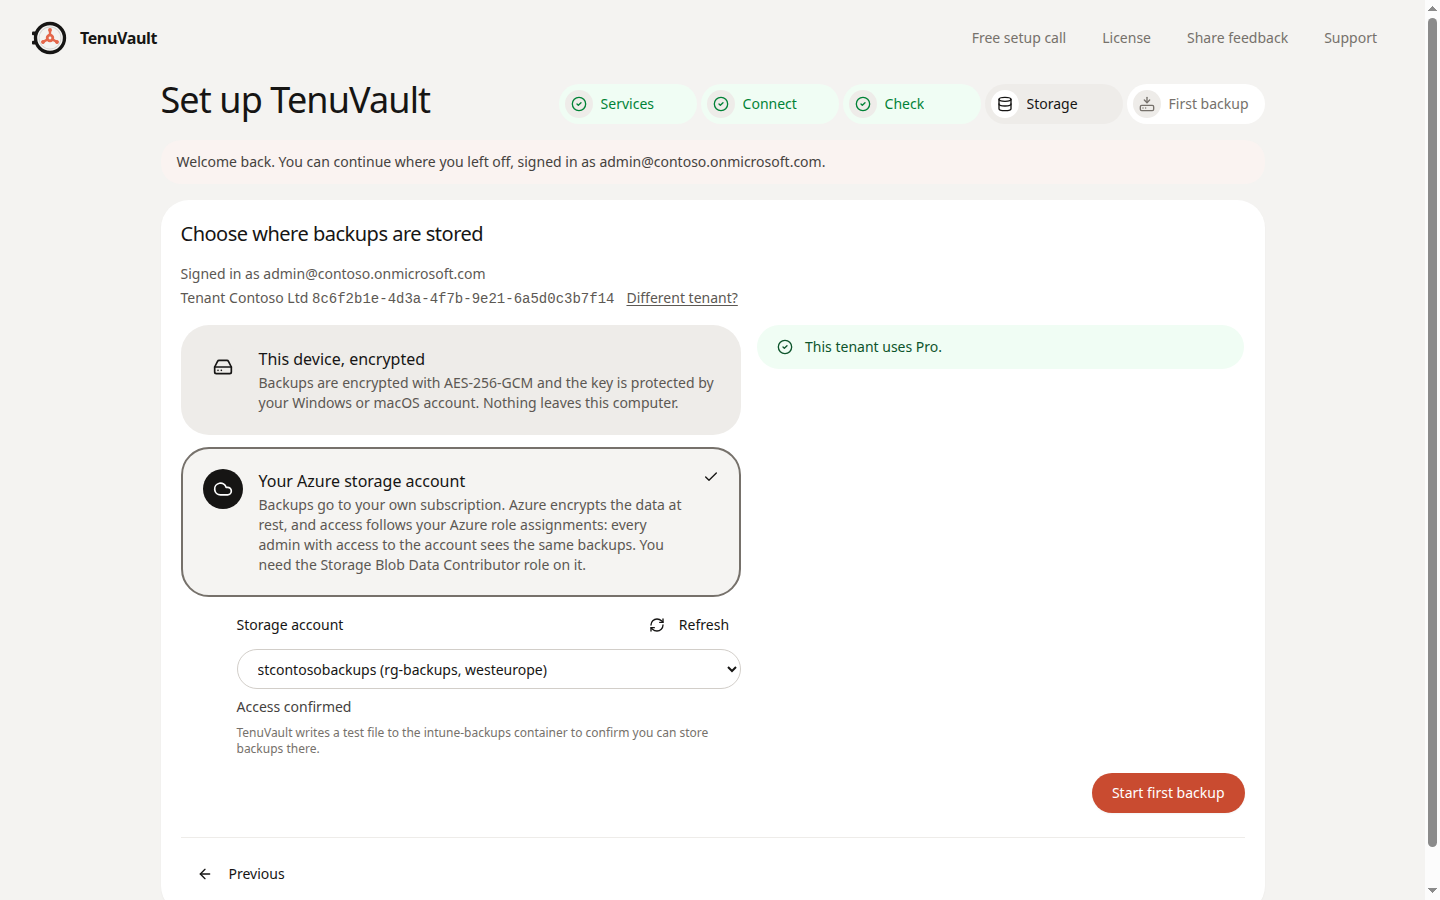 TenuVault
Free setup call
License
Share feedback
Support
Set up TenuVault
Services
Connect
Check
Storage
First backup
Welcome back. You can continue where you left off, signed in as admin@contoso.onmicrosoft.com.
Choose where backups are stored
Signed in as admin@contoso.onmicrosoft.com
Tenant Contoso Ltd 8c6f2b1e-4d3a-4f7b-9e21-6a5d0c3b7f14 Different tenant?
This device, encrypted
Backups are encrypted with AES-256-GCM and the key is protected by
your Windows or macOS account. Nothing leaves this computer.
This tenant uses Pro.
Your Azure storage account
Backups go to your own subscription. Azure encrypts the data at
rest, and access follows your Azure role assignments: every
admin with access to the account sees the same backups. You
need the Storage Blob Data Contributor role on it.
Storage account
Refresh
stcontosobackups (rg-backups, westeurope)
Access confirmed
TenuVault writes a test file to the intune-backups container to confirm you can store
backups there.
Start first backup
Previous